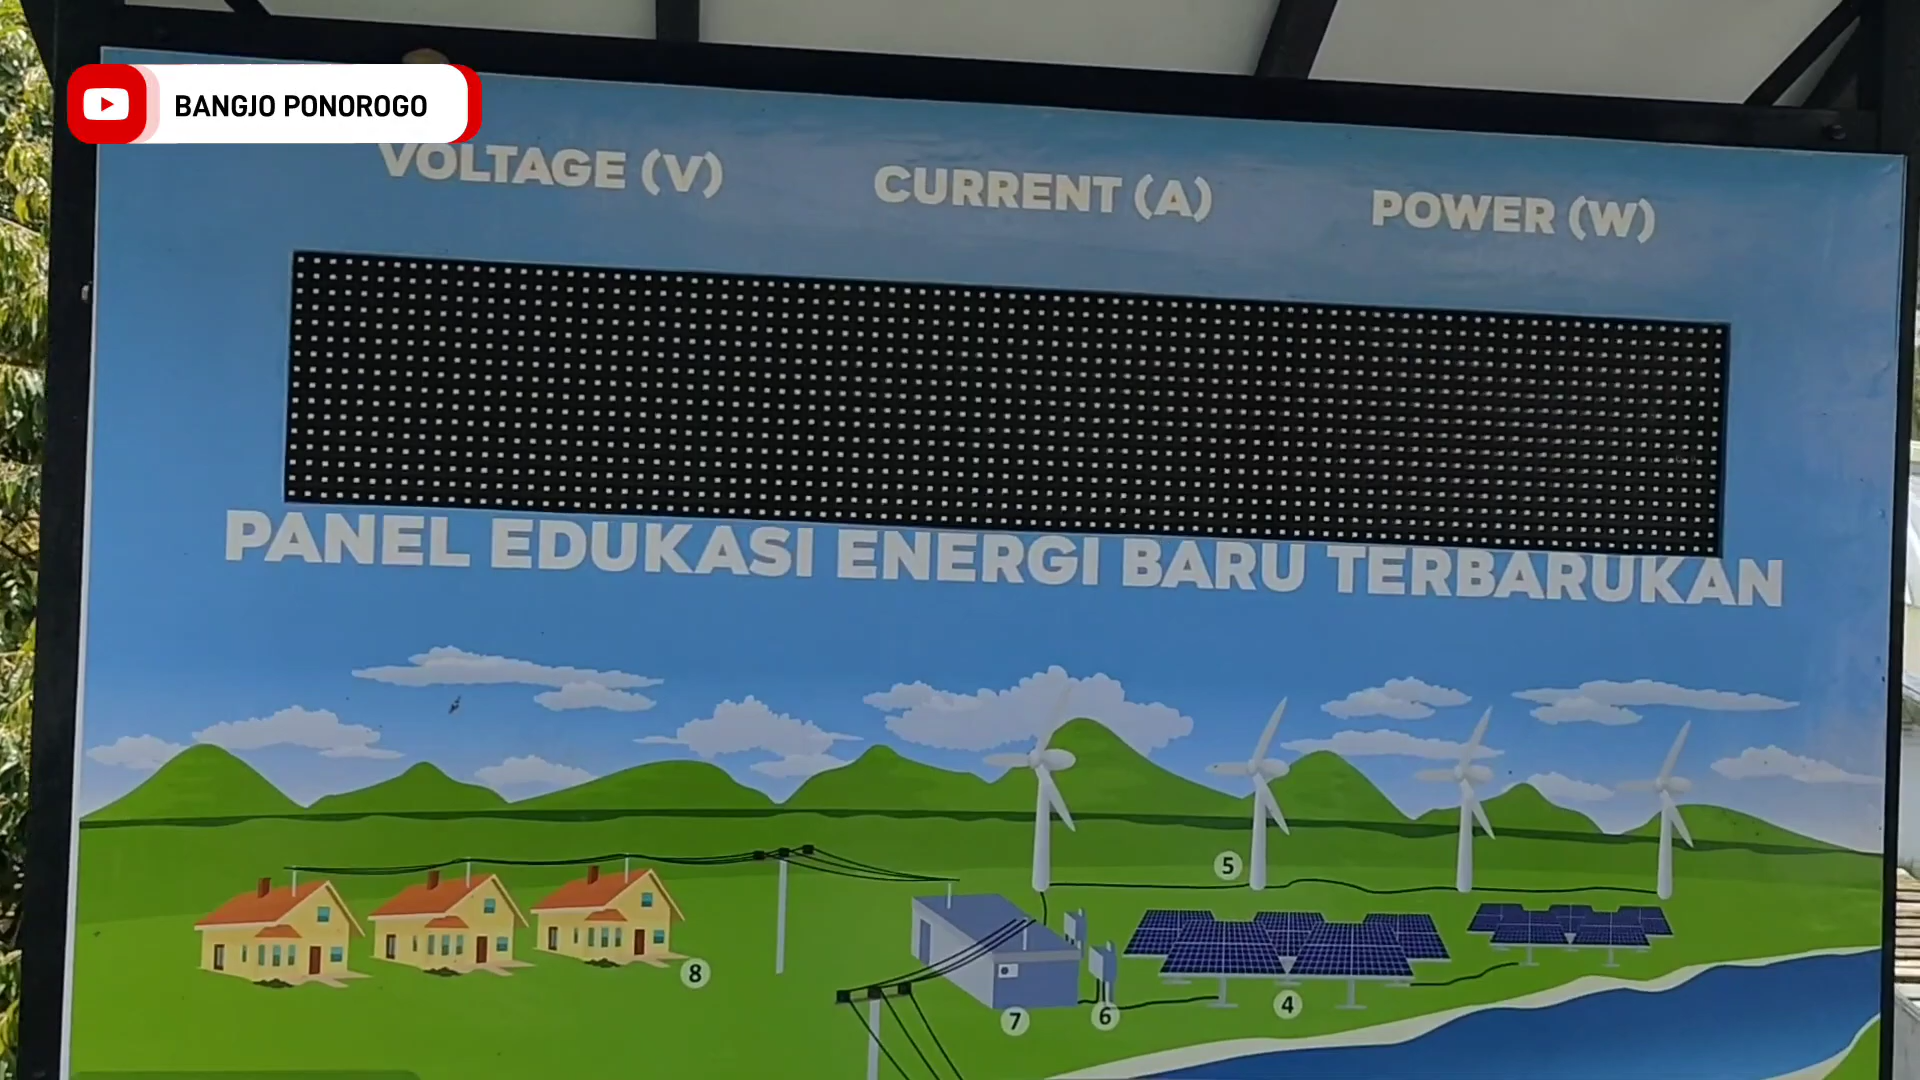 BANGJO PONOROGO
VOLTAGE (V) CURRENT (A) POWER (W)
PANEL EDUKASI ENERGI BARU TERBARUKAN
5
8
4
6
7